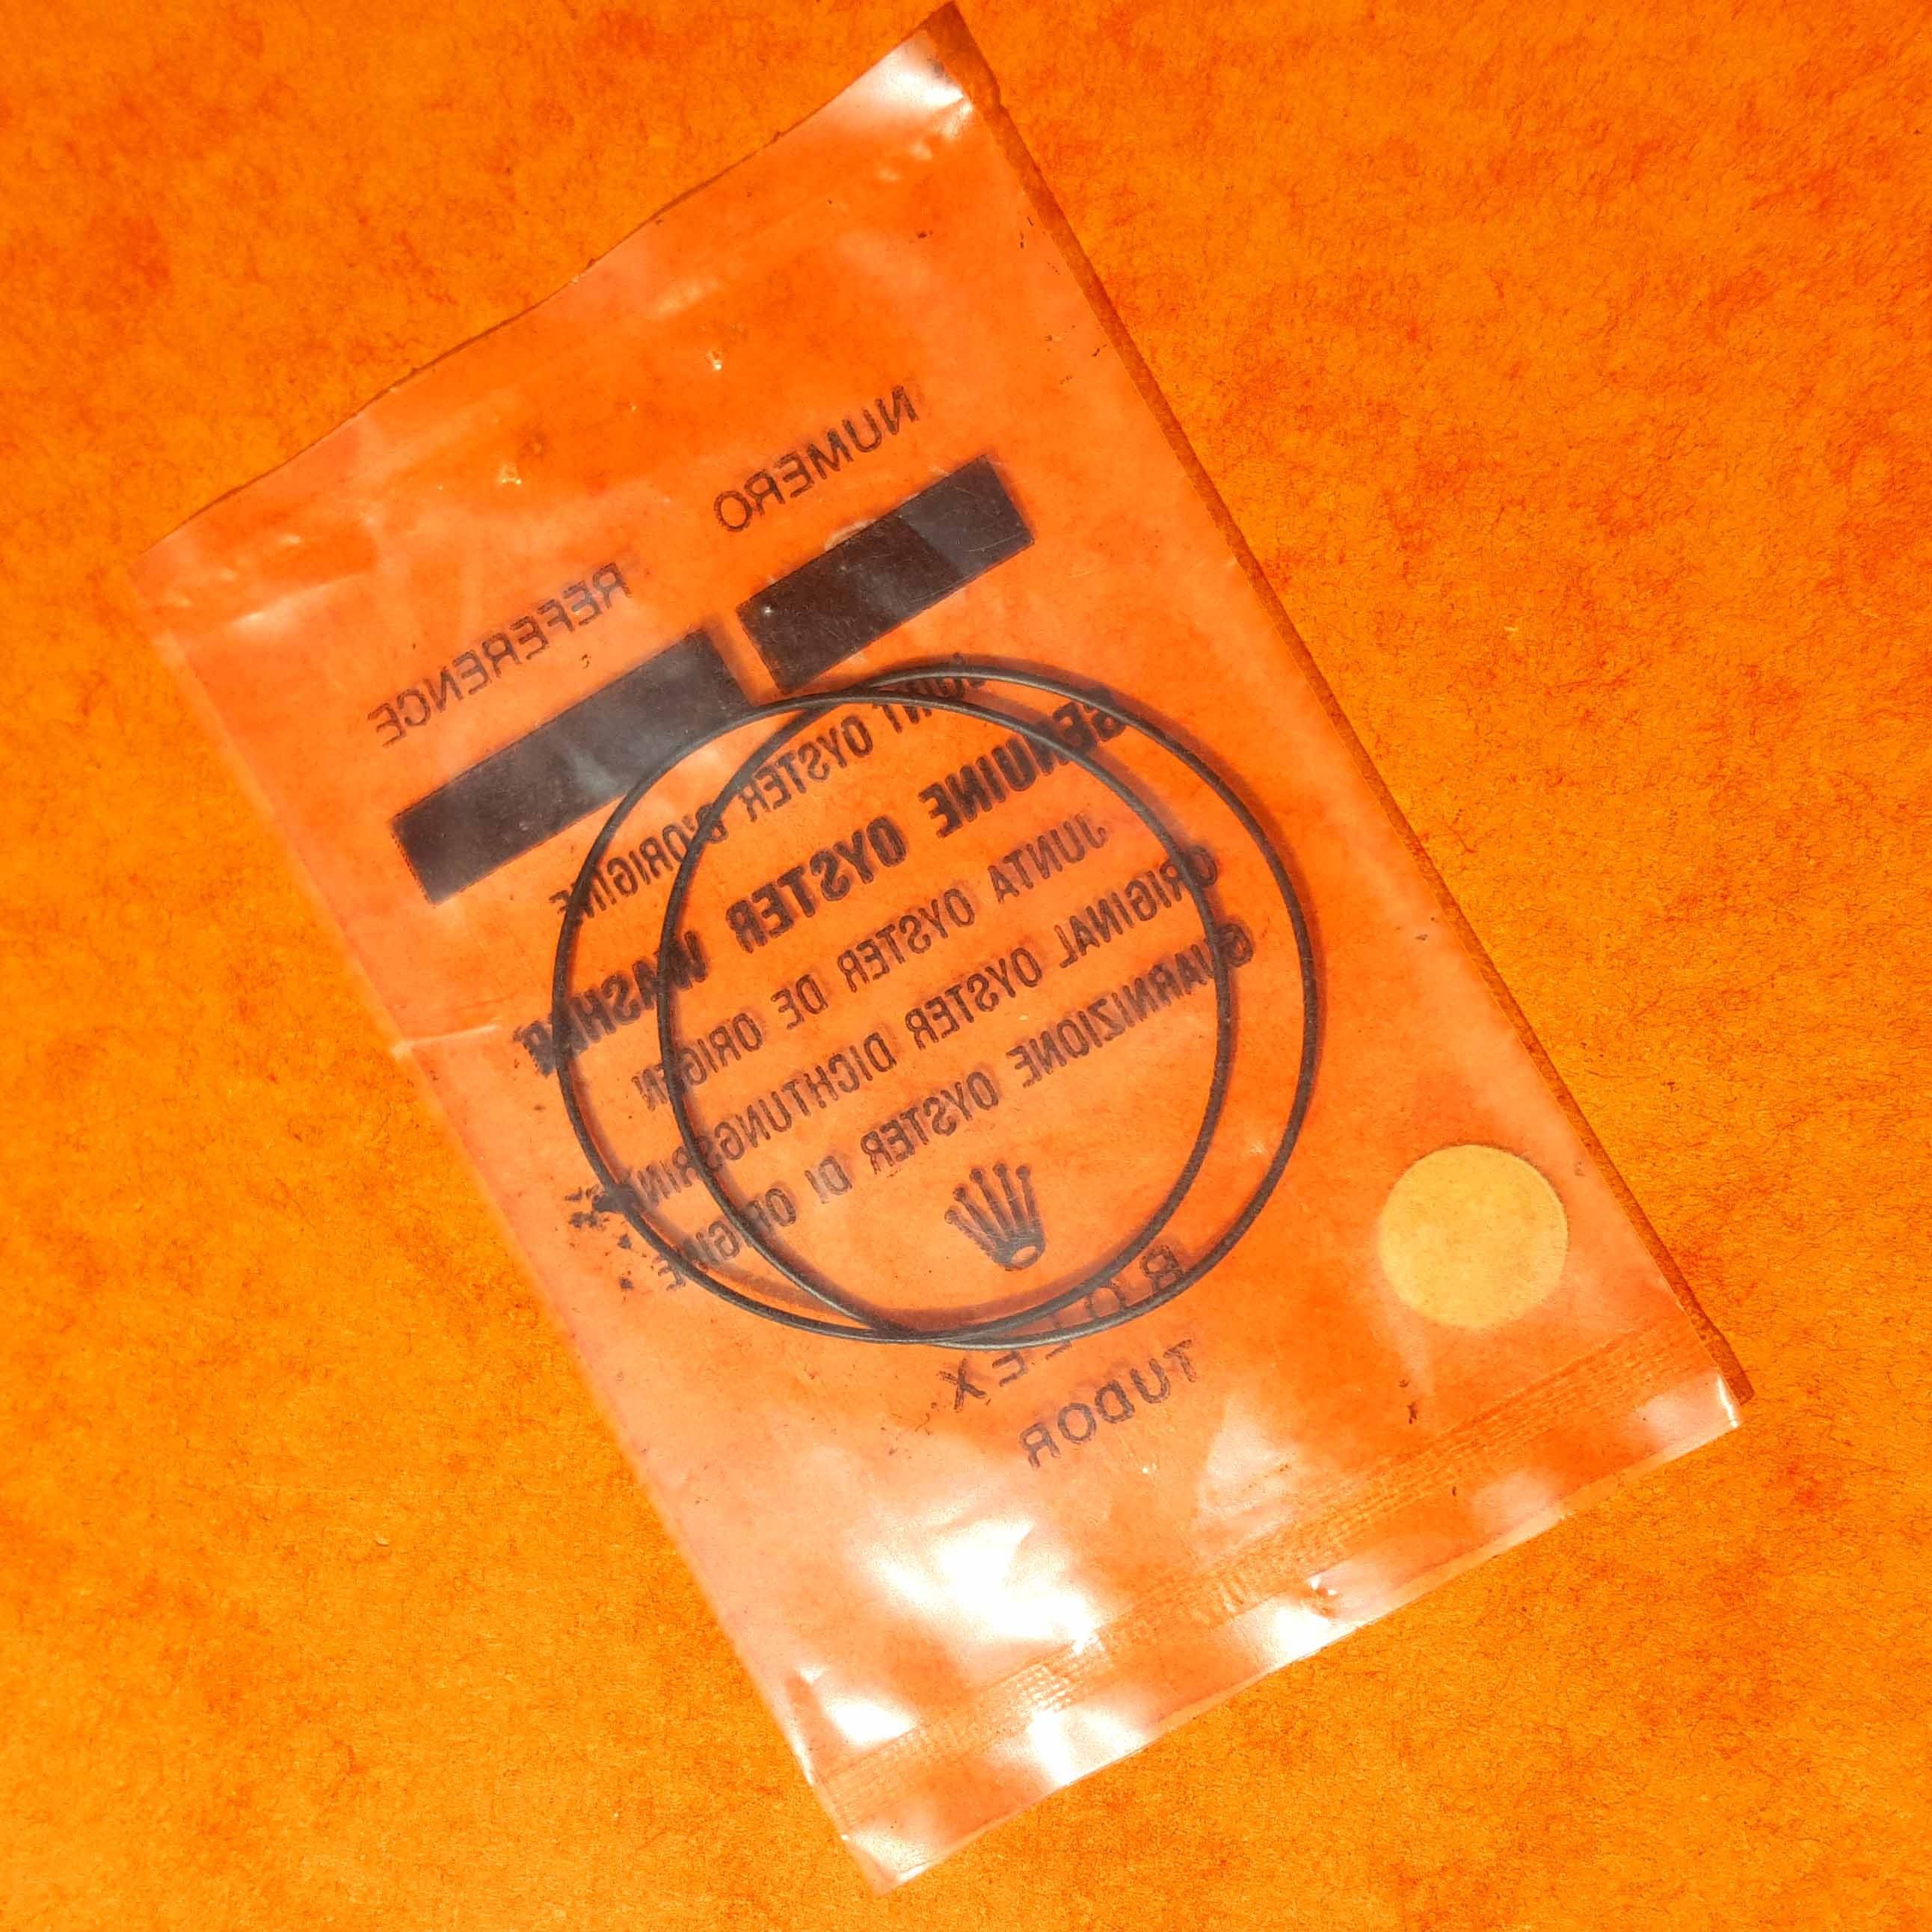 NUMERO
REFERENCE
JOINT OYSTER D'ORIGINE
GENUINE OYSTER WASHER
JUNTA OYSTER DE ORIGEN
ORIGINAL OYSTER DICHTUNGSRING
GUARNIZIONE OYSTER DI ORIGINE
ROLEX
TUDOR